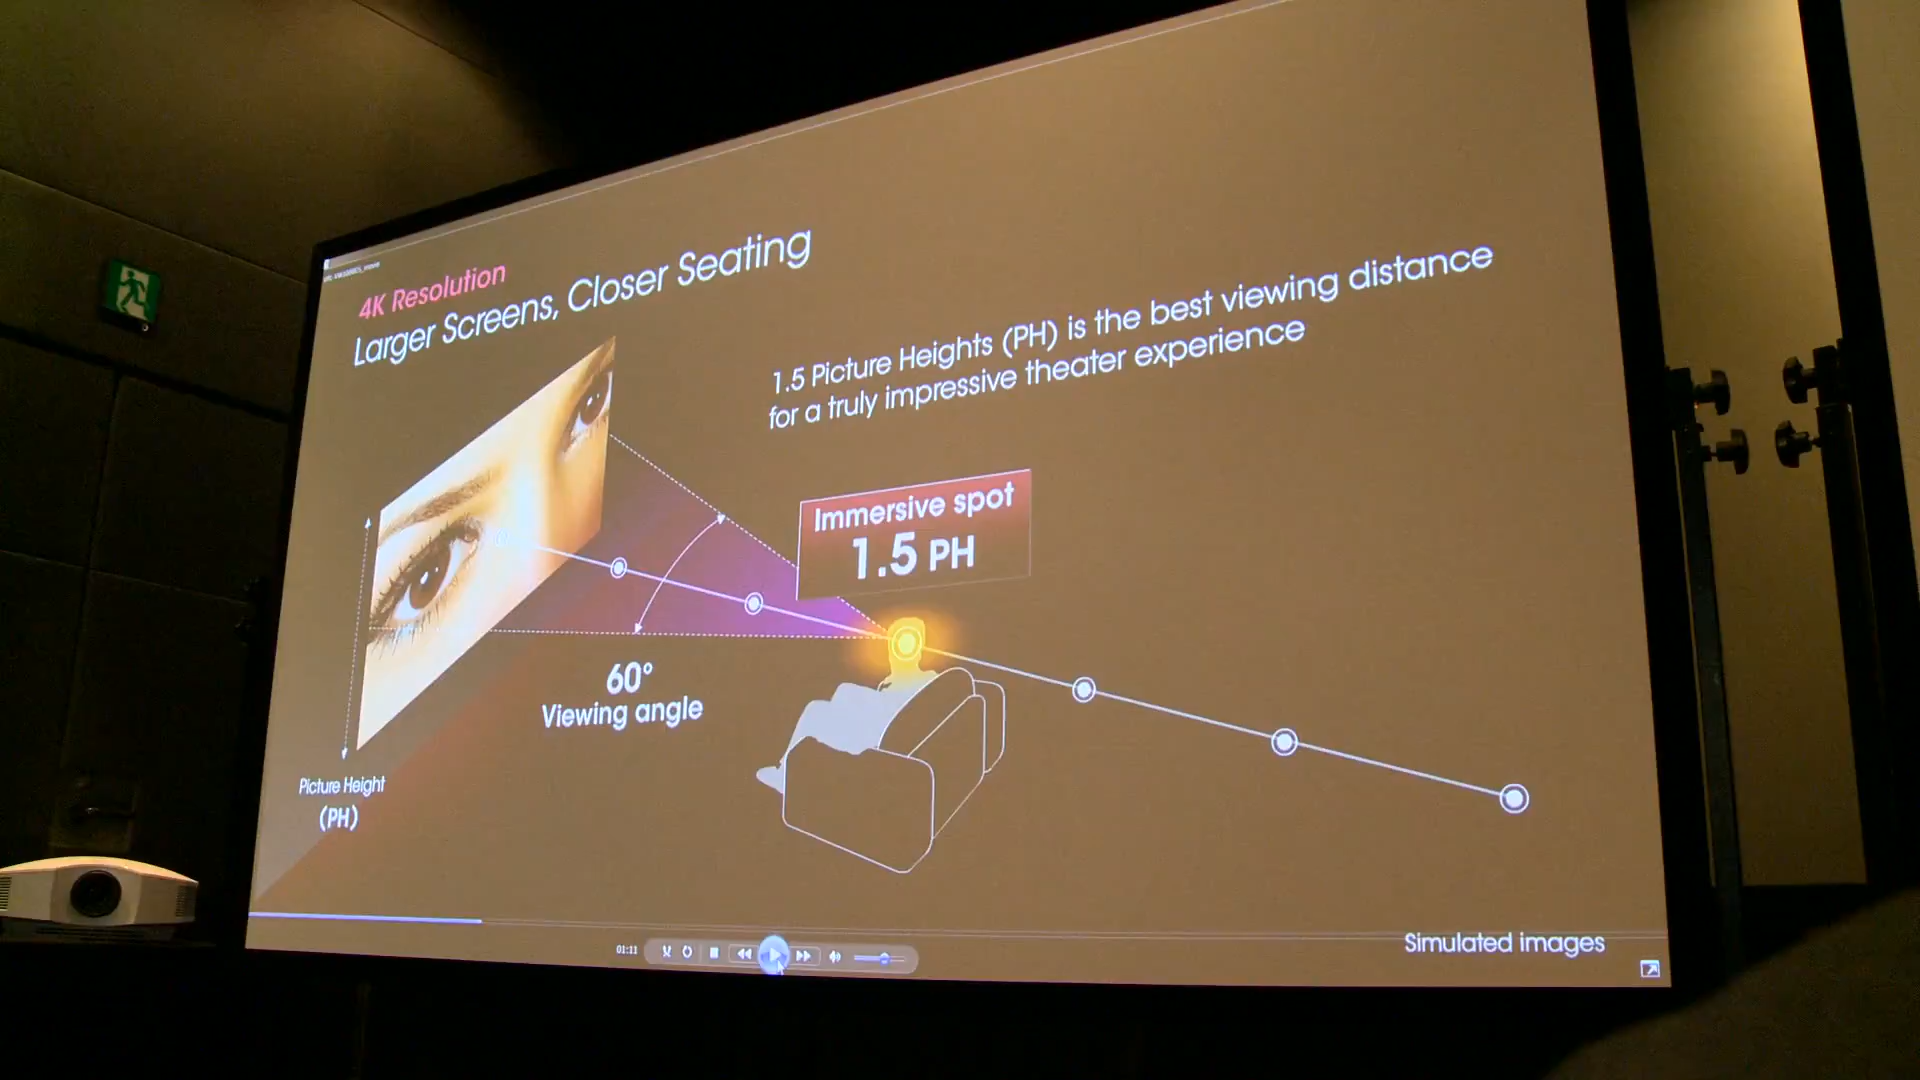 4K Resolution
Larger Screens, Closer Seating
1.5 Picture Heights (PH) is the best viewing distance
for a truly impressive theater experience
Immersive spot
1.5 PH
60°
Viewing angle
Picture Height
(PH)
01:11
Simulated images